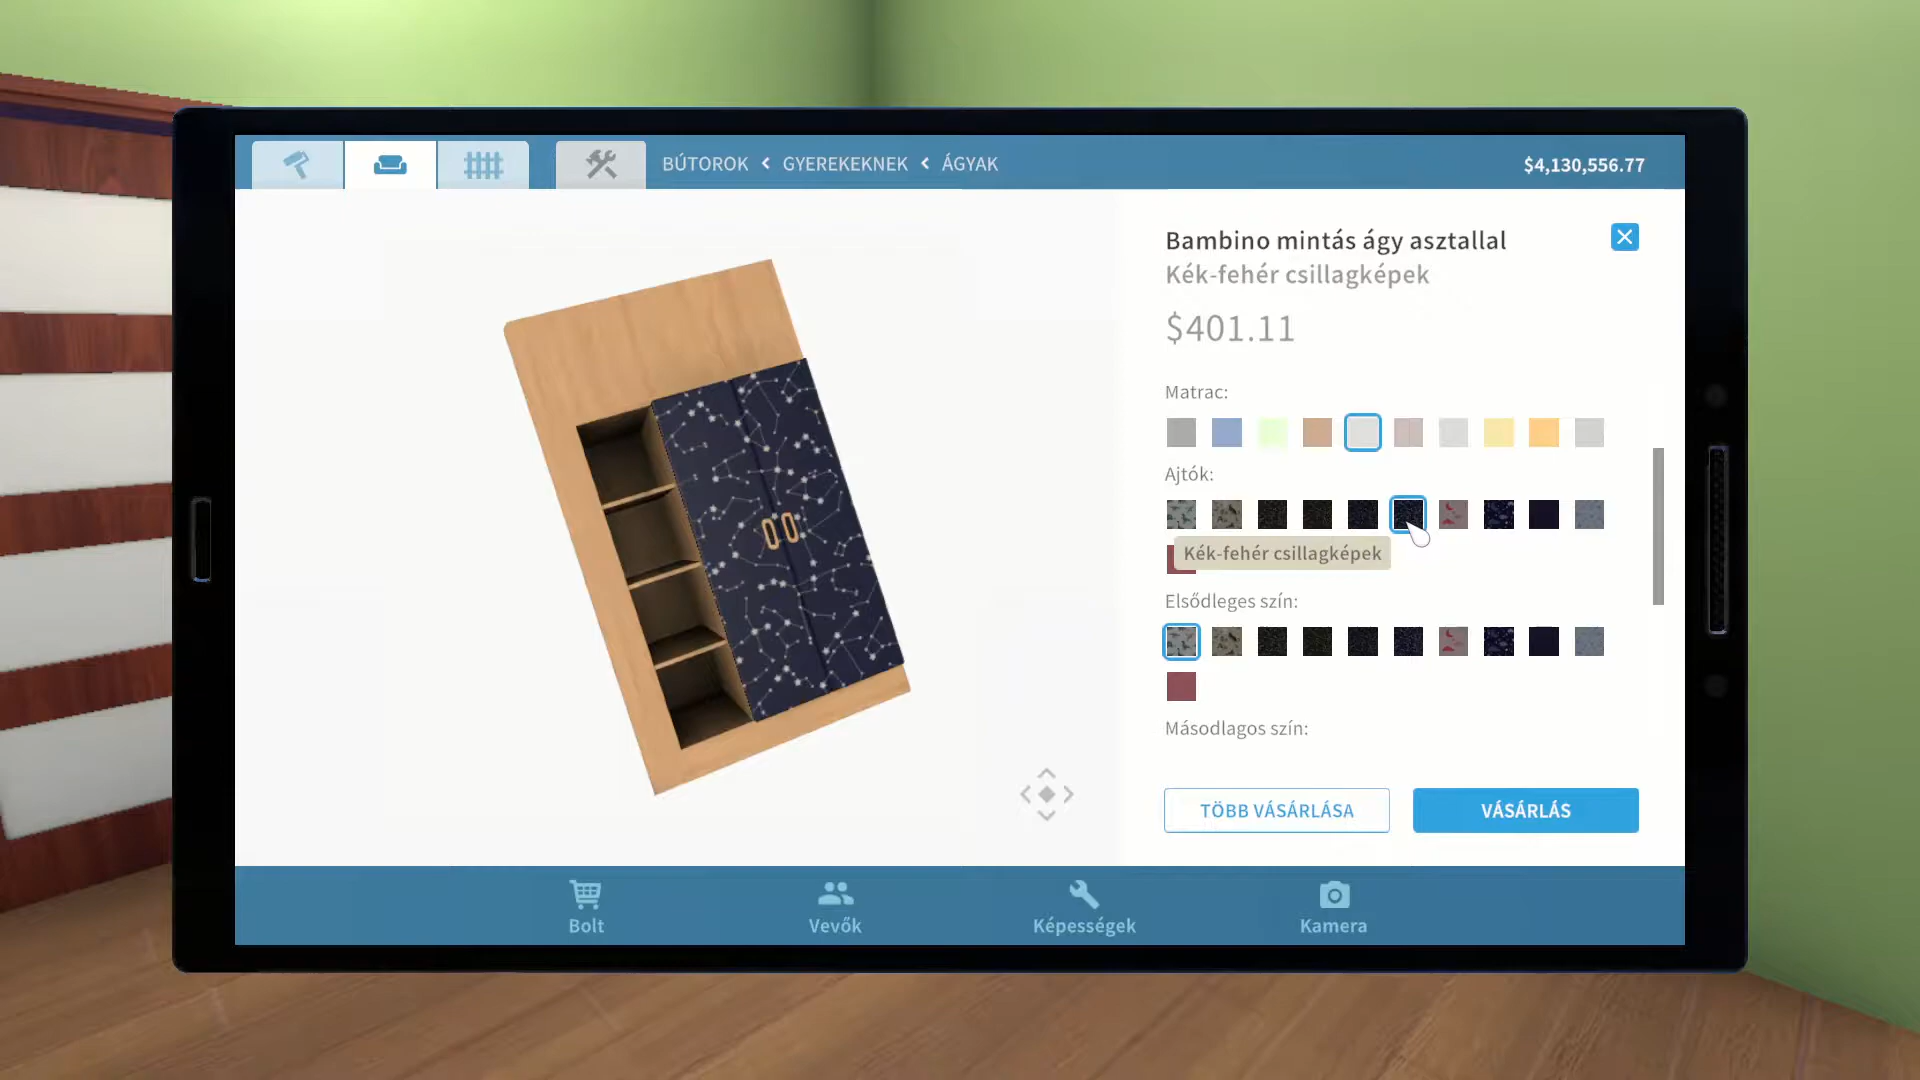 BÚTOROK < GYEREKEKNEK < ÁGYAK
$4,130,556.77
Bambino mintás ágy asztallal
Kék-fehér csillagképek
$401.11
Matrac:
Ajtók:
Kék-fehér csillagképek
Elsődleges szín:
Másodlagos szín:
TÖBB VÁSÁRLÁSA
VÁSÁRLÁS
Bolt
Vevők
Képességek
Kamera